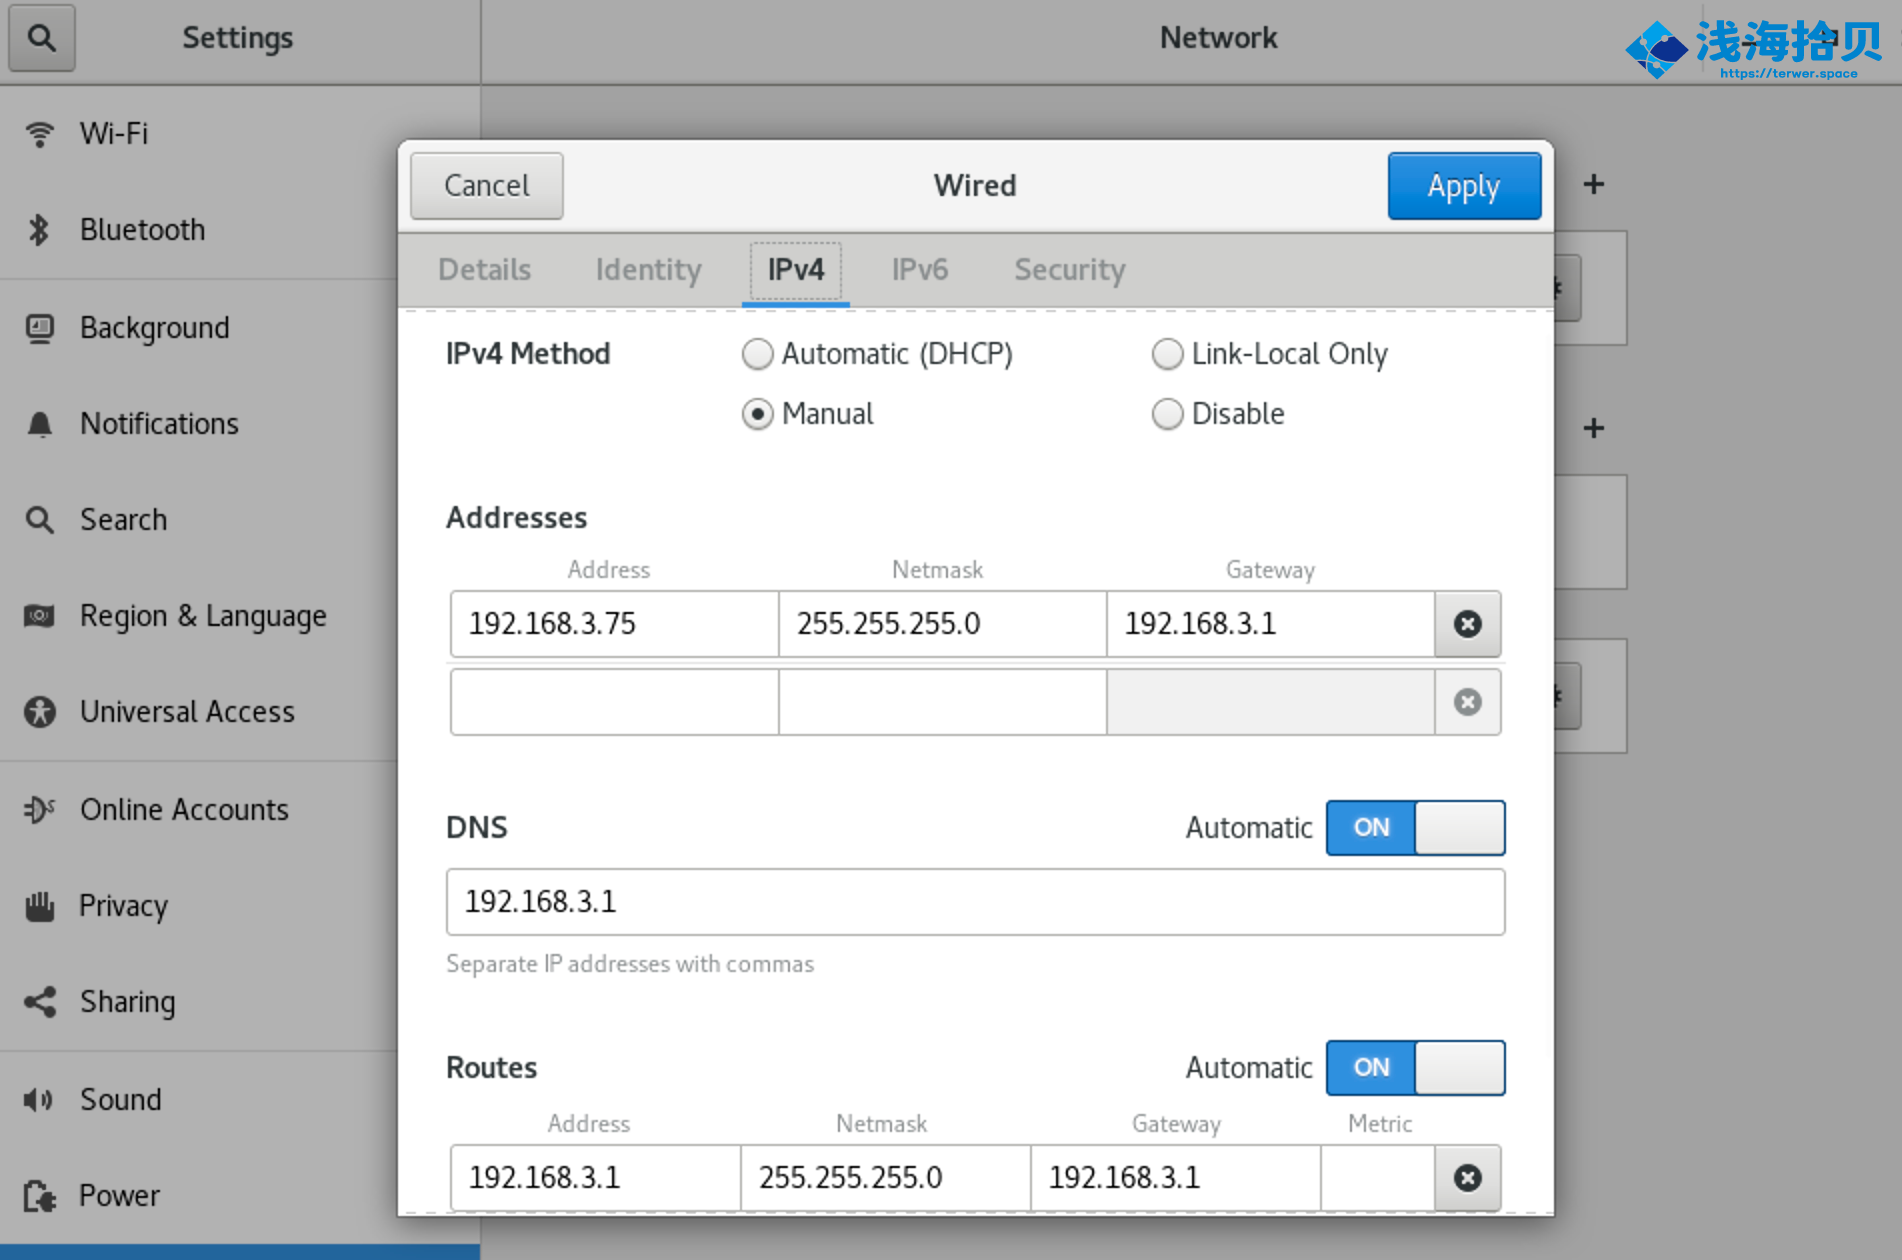 Settings
Network
浅海拾贝
https://terwer.space
Wi-Fi
Bluetooth
Background
Notifications
Search
Region & Language
Universal Access
Online Accounts
Privacy
Sharing
Sound
Power
Cancel
Wired
Apply
Details Identity IPv4 IPv6 Security
IPv4 Method
Automatic (DHCP)
Link-Local Only
Manual
Disable
Addresses
Address Netmask Gateway
192.168.3.75 255.255.255.0 192.168.3.1
DNS
Automatic ON
192.168.3.1
Separate IP addresses with commas
Routes
Automatic ON
Address Netmask Gateway Metric
192.168.3.1 255.255.255.0 192.168.3.1